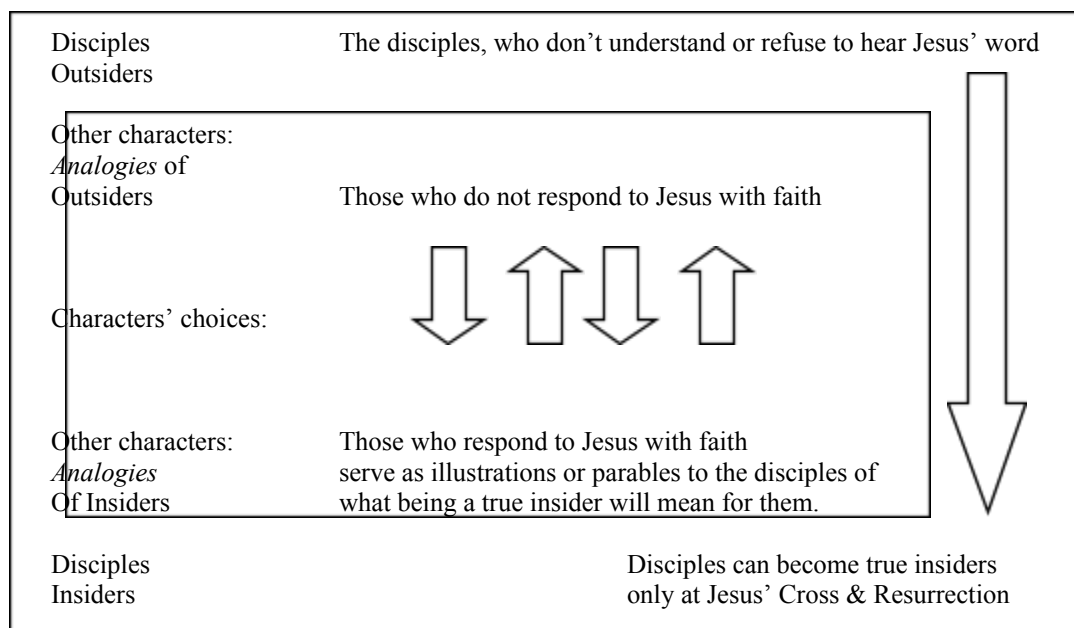 Disciples The disciples, who don’t understand or refuse to hear Jesus’ word
Outsiders
Other characters:
Analogies of
Outsiders Those who do not respond to Jesus with faith
Characters’ choices:
Other characters: Those who respond to Jesus with faith
Analogies serve as illustrations or parables to the disciples of
Of Insiders what being a true insider will mean for them.
Disciples Disciples can become true insiders
Insiders only at Jesus’ Cross & Resurrection